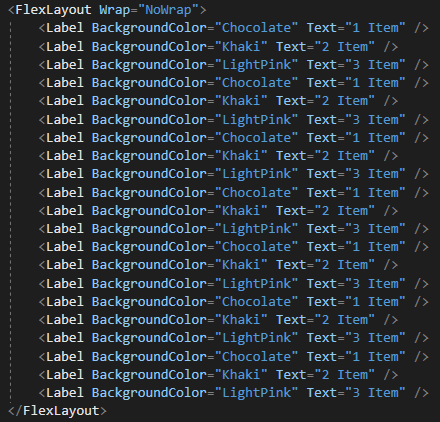 <FlexLayout Wrap="NoWrap">
    <Label BackgroundColor="Chocolate" Text="1 Item" />
    <Label BackgroundColor="Khaki" Text="2 Item" />
    <Label BackgroundColor="LightPink" Text="3 Item" />
    <Label BackgroundColor="Chocolate" Text="1 Item" />
    <Label BackgroundColor="Khaki" Text="2 Item" />
    <Label BackgroundColor="LightPink" Text="3 Item" />
    <Label BackgroundColor="Chocolate" Text="1 Item" />
    <Label BackgroundColor="Khaki" Text="2 Item" />
    <Label BackgroundColor="LightPink" Text="3 Item" />
    <Label BackgroundColor="Chocolate" Text="1 Item" />
    <Label BackgroundColor="Khaki" Text="2 Item" />
    <Label BackgroundColor="LightPink" Text="3 Item" />
    <Label BackgroundColor="Chocolate" Text="1 Item" />
    <Label BackgroundColor="Khaki" Text="2 Item" />
    <Label BackgroundColor="LightPink" Text="3 Item" />
    <Label BackgroundColor="Chocolate" Text="1 Item" />
    <Label BackgroundColor="Khaki" Text="2 Item" />
    <Label BackgroundColor="LightPink" Text="3 Item" />
    <Label BackgroundColor="Chocolate" Text="1 Item" />
    <Label BackgroundColor="Khaki" Text="2 Item" />
    <Label BackgroundColor="LightPink" Text="3 Item" />
</FlexLayout>